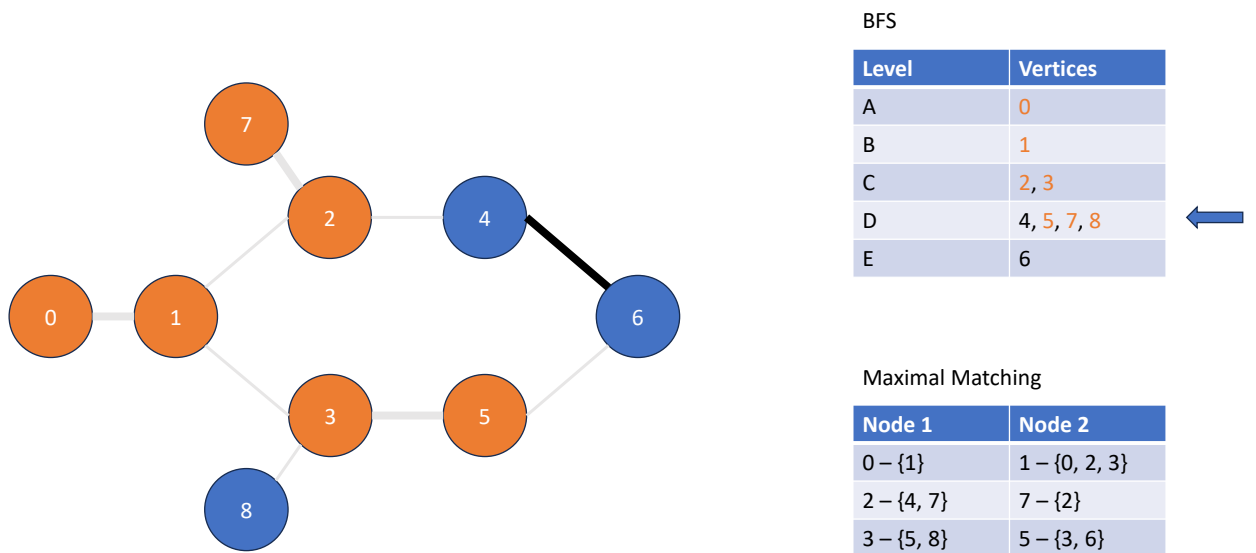 BFS
Level Vertices
A 0
B 1
C 2, 3
D 4, 5, 7, 8
E 6
7
2 4
0 1 6
3 5
8
Maximal Matching
Node 1 Node 2
0 – {1} 1 – {0, 2, 3}
2 – {4, 7} 7 – {2}
3 – {5, 8} 5 – {3, 6}